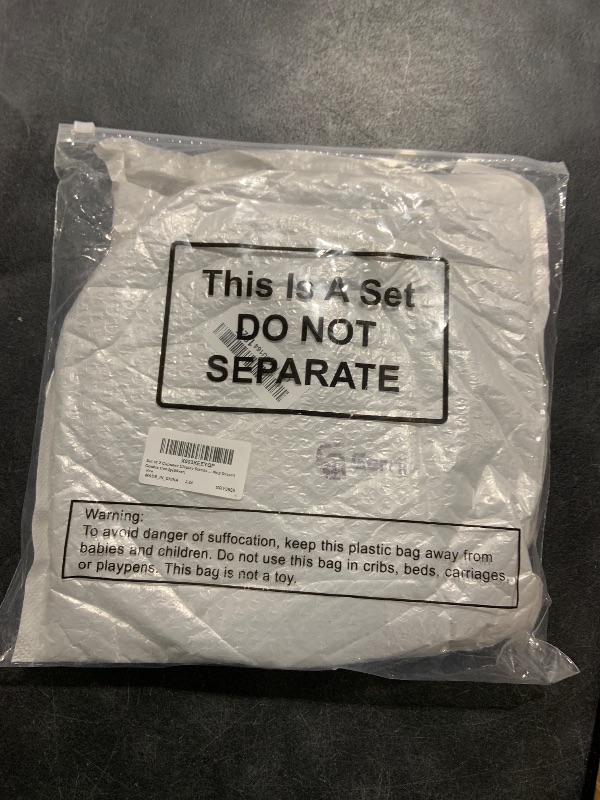 This Is A Set
DO NOT
SEPARATE
MADE_IN_CHINA
Warning:
To avoid danger of suffocation, keep this plastic bag away from
babies and children. Do not use this bag in cribs, beds, carriages,
or playpens. This bag is not a toy.